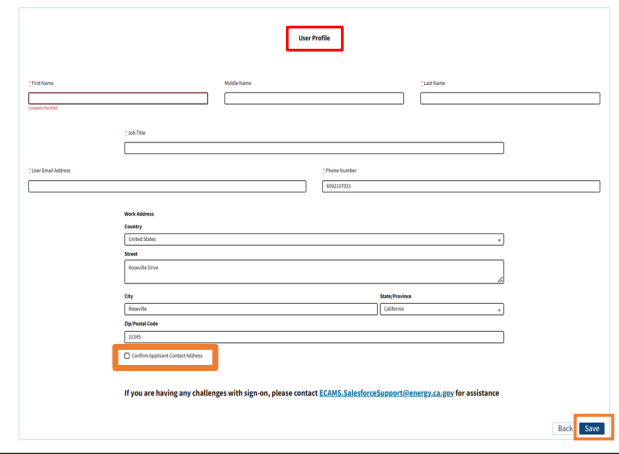 User Profile
* First Name
Middle Name
* Last Name
Complete this field.
* Job Title
* User Email Address
* Phone Number
6092107033
Work Address
Country
United States
Street
Roseville Drive
City
State/Province
Roseville
California
Zip/Postal Code
31345
Confirm Applicant Contact Address
If you are having any challenges with sign-on, please contact ECAMS.SalesforceSupport@energy.ca.gov for assistance
Back
Save